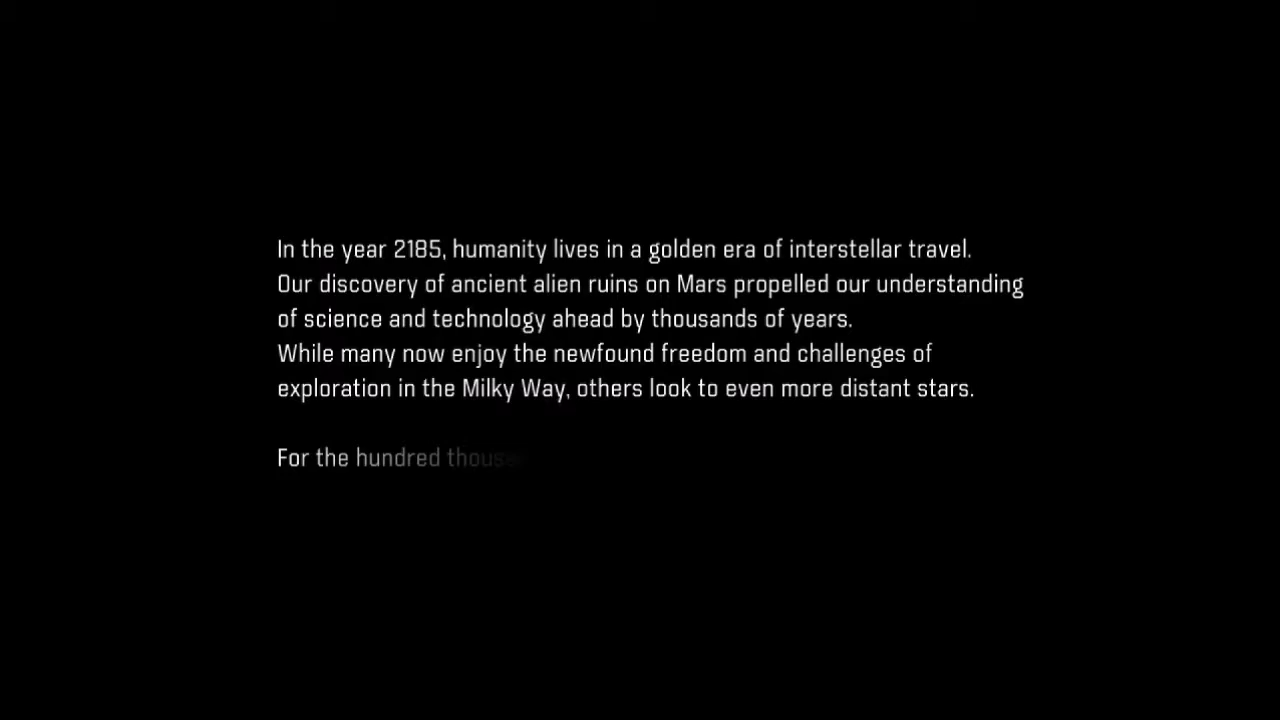 In the year 2185, humanity lives in a golden era of interstellar travel.
Our discovery of ancient alien ruins on Mars propelled our understanding
of science and technology ahead by thousands of years.
While many now enjoy the newfound freedom and challenges of
exploration in the Milky Way, others look to even more distant stars.
For the hundred